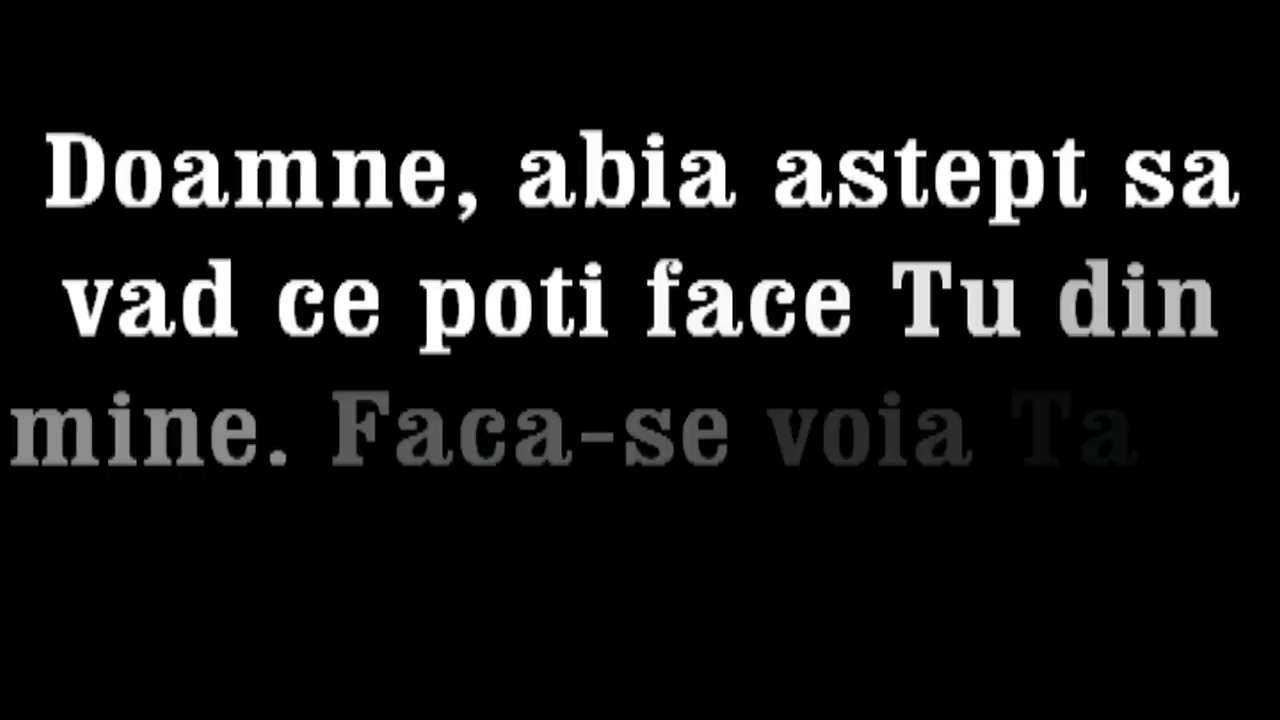 Doamne, abia astept sa
vad ce poti face Tu din
mine. Faca-se voia Ta